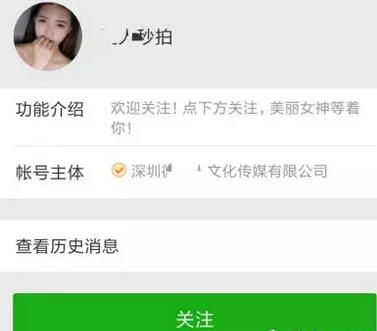 秒拍
功能介绍 欢迎关注！点下方关注，美丽女神等着
你！
帐号主体 深圳 文化传媒有限公司
查看历史消息
关注